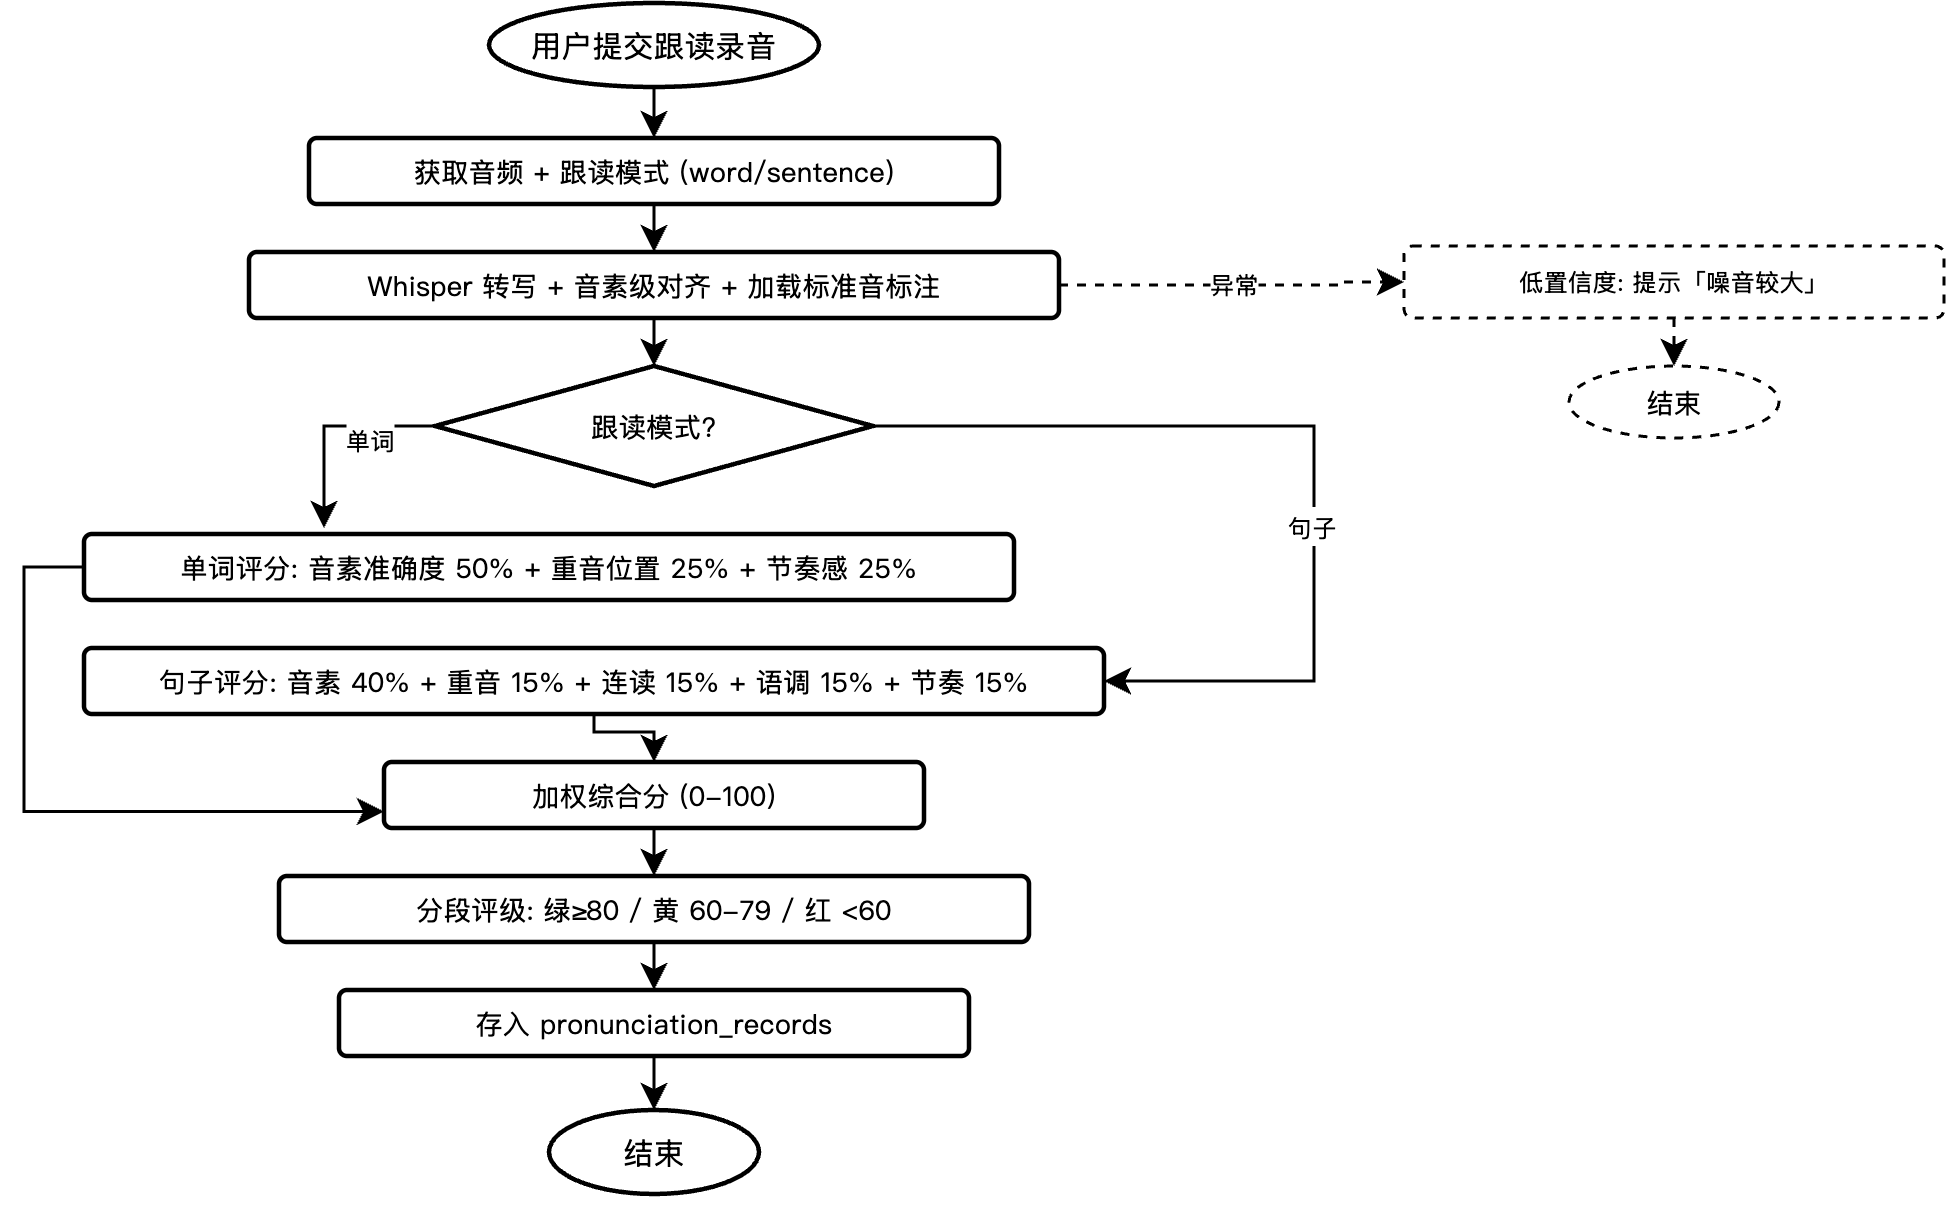 用户提交跟读录音
获取音频 + 跟读模式 (word/sentence)
Whisper 转写 + 音素级对齐 + 加载标准音标注
异常
低置信度: 提示「噪音较大」
结束
跟读模式?
单词
句子
单词评分: 音素准确度 50% + 重音位置 25% + 节奏感 25%
句子评分: 音素 40% + 重音 15% + 连读 15% + 语调 15% + 节奏 15%
加权综合分 (0–100)
分段评级: 绿≥80 / 黄 60–79 / 红 <60
存入 pronunciation_records
结束